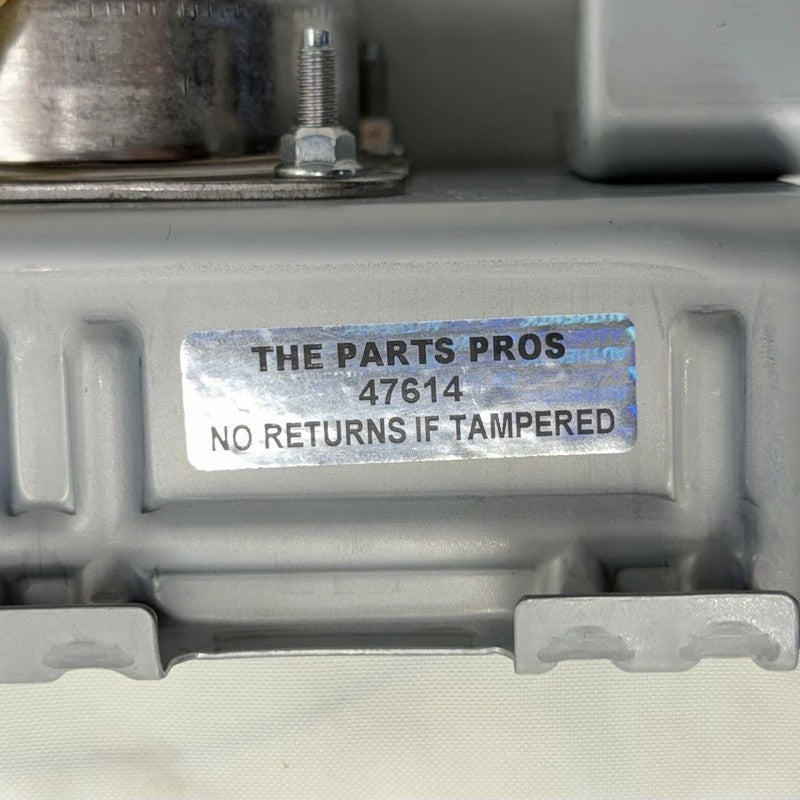 THE PARTS PROS
47614
NO RETURNS IF TAMPERED